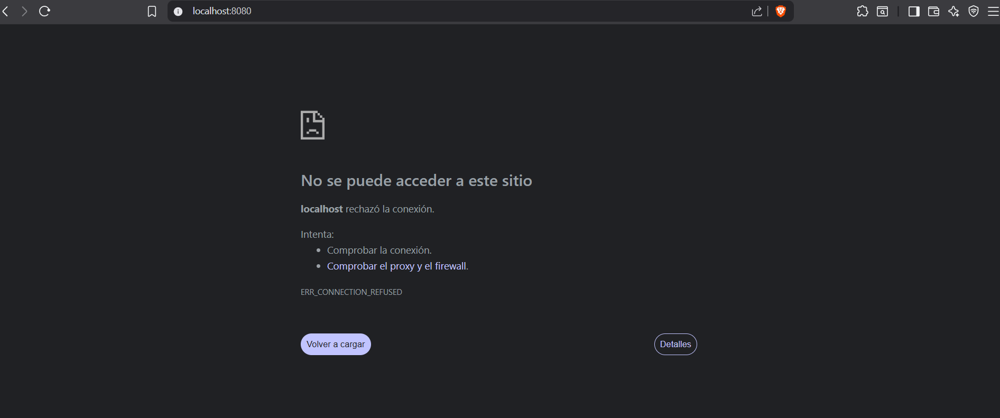 localhost:8080
No se puede acceder a este sitio
localhost rechazó la conexión.
Intenta:
Comprobar la conexión.
Comprobar el proxy y el firewall.
ERR_CONNECTION_REFUSED
Volver a cargar
Detalles